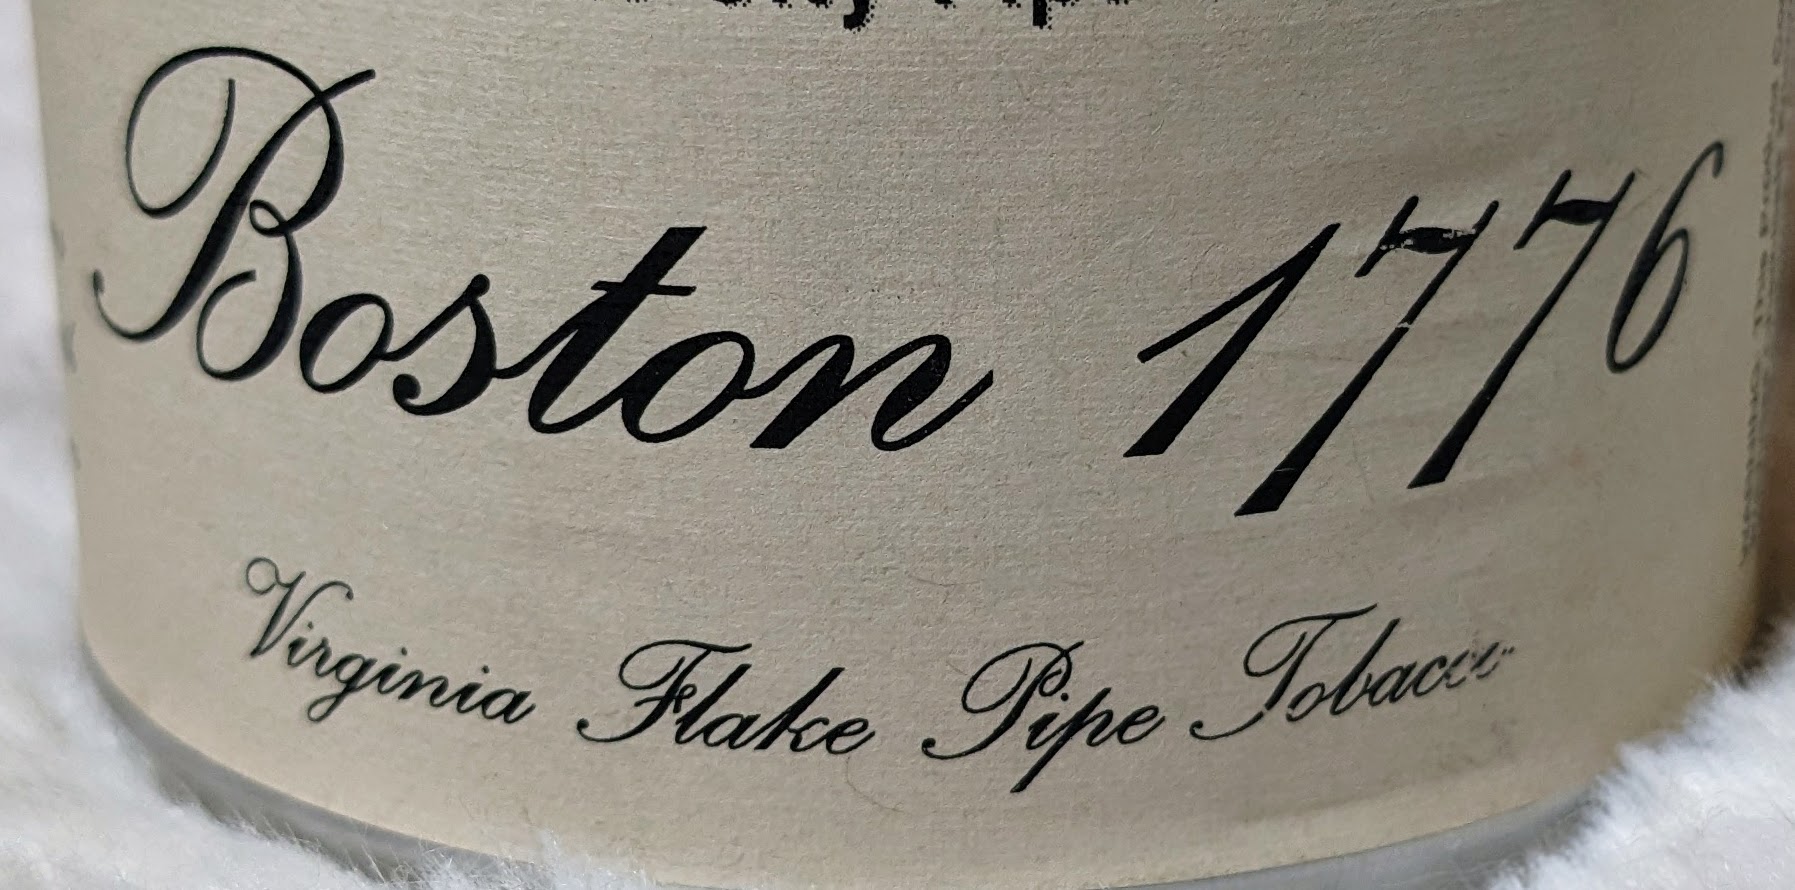 Boston 1776
Virginia Flake Pipe Tobacco